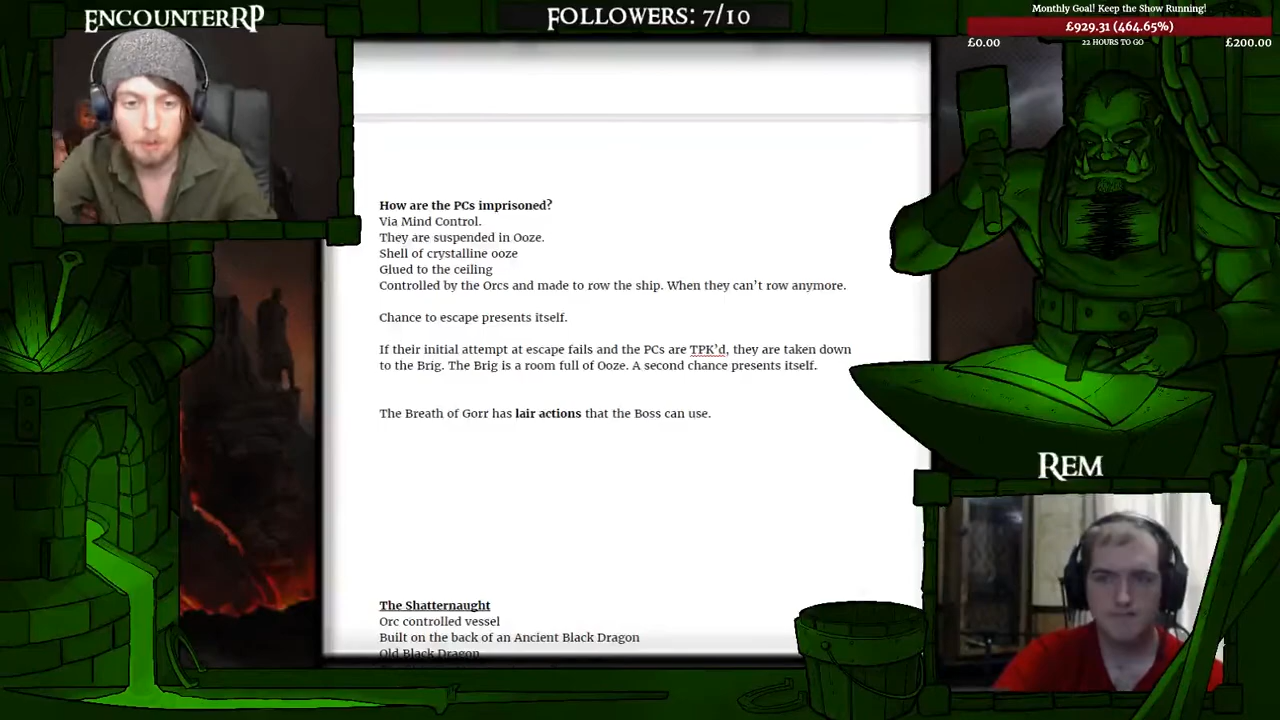 ENCOUNTERRP
FOLLOWERS: 7/10
Monthly Goal! Keep the Show Running!
£929.31 (464.65%)
£0.00
22 HOURS TO GO
£200.00
How are the PCs imprisoned?
Via Mind Control.
They are suspended in Ooze.
Shell of crystalline ooze
Glued to the ceiling
Controlled by the Orcs and made to row the ship. When they can't row anymore.
Chance to escape presents itself.
If their initial attempt at escape fails and the PCs are TPK'd, they are taken down
to the Brig. The Brig is a room full of Ooze. A second chance presents itself.
The Breath of Gorr has lair actions that the Boss can use.
REM
The Shatternaught
Orc controlled vessel
Built on the back of an Ancient Black Dragon
Old Black Dragon.